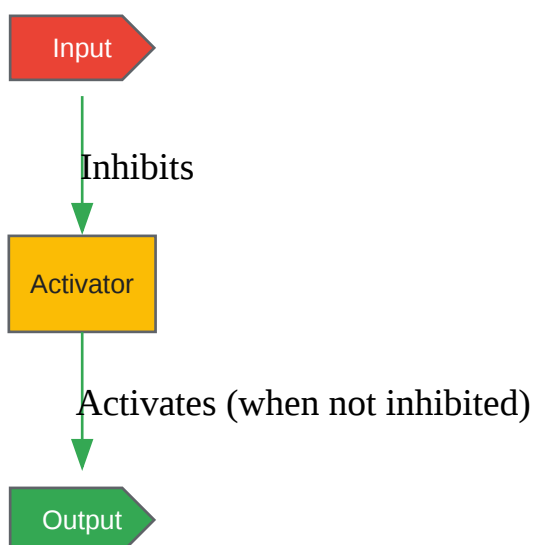 Input
Inhibits
Activator
Activates (when not inhibited)
Output